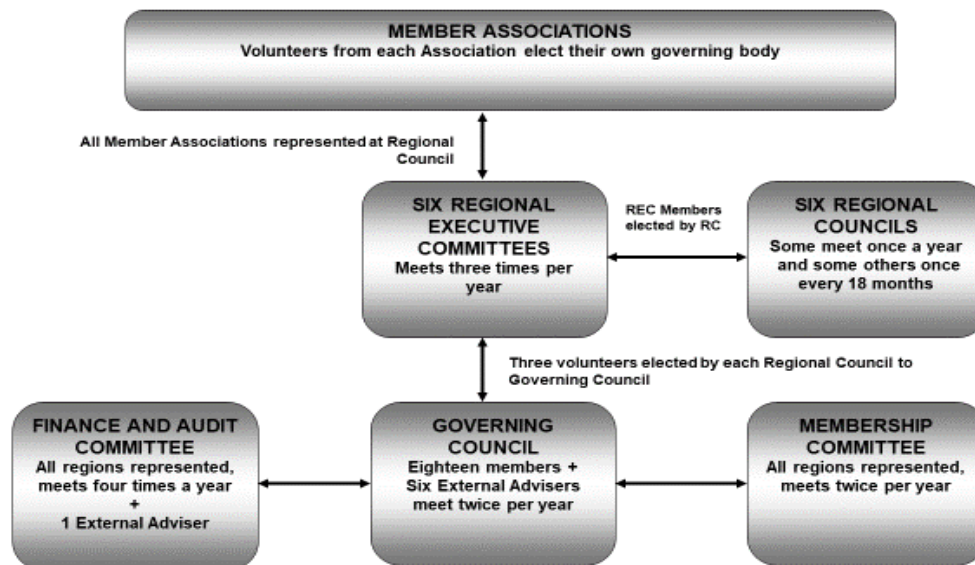 MEMBER ASSOCIATIONS
Volunteers from each Association elect their own governing body
All Member Associations represented at Regional
Council
SIX REGIONAL
EXECUTIVE
COMMITTEES
Meets three times per
year
REC Members
elected by RC
SIX REGIONAL
COUNCILS
Some meet once a year
and some others once
every 18 months
Three volunteers elected by each Regional Council to
Governing Council
FINANCE AND AUDIT
COMMITTEE
All regions represented,
meets four times a year
+
1 External Adviser
GOVERNING
COUNCIL
Eighteen members +
Six External Advisers
meet twice per year
MEMBERSHIP
COMMITTEE
All regions represented,
meets twice per year